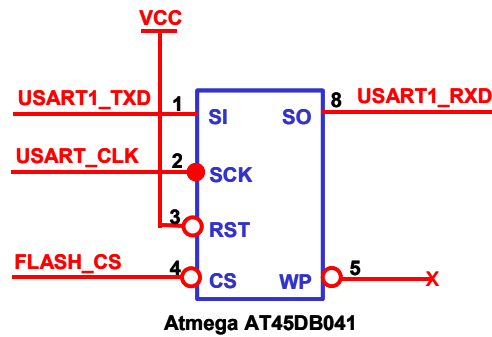 VCC
USART1_TXD 1 SI SO 8 USART1_RXD
USART_CLK 2 SCK
3 RST
FLASH_CS 4 CS WP 5 X
Atmega AT45DB041